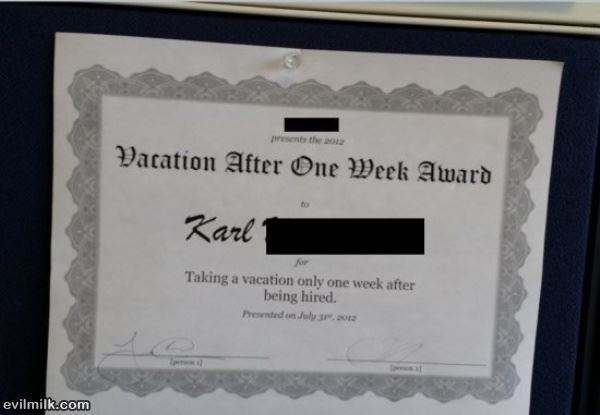 presents the 2012
Vacation After One Week Award
to
Karl
for
Taking a vacation only one week after
being hired.
Presented on July 31st, 2012
[person 1] [person 1]
evilmilk.com